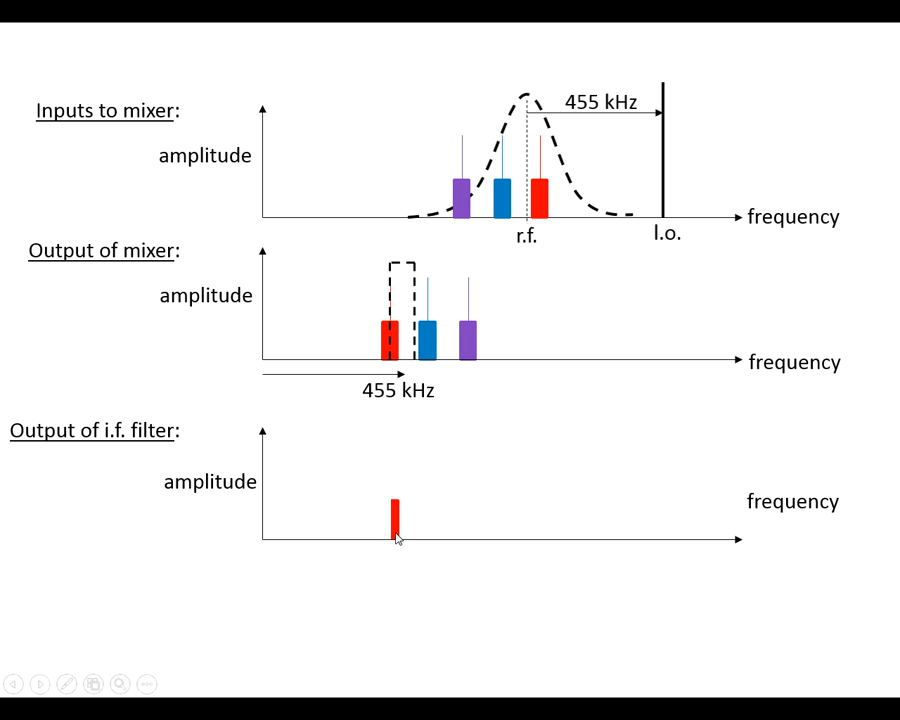 Inputs to mixer:
amplitude
455 kHz
frequency
r.f.
l.o.
Output of mixer:
amplitude
frequency
455 kHz
Output of i.f. filter:
amplitude
frequency